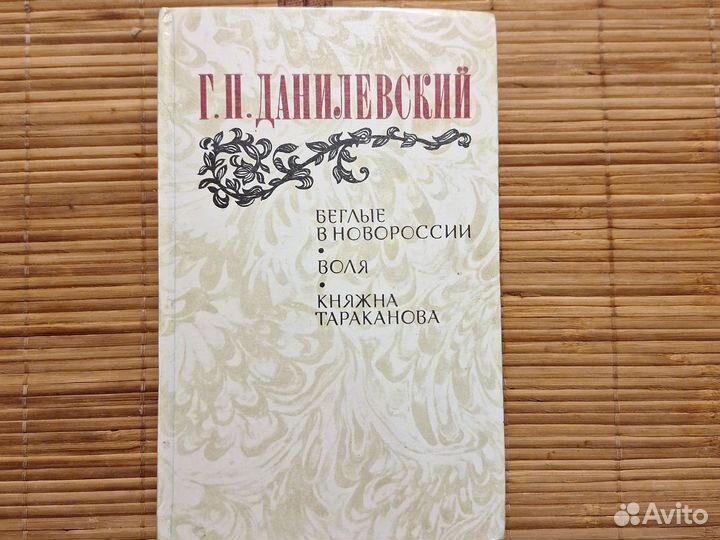 Г. П. ДАНИЛЕВСКИЙ
БЕГЛЫЕ
В НОВОРОССИИ
•
ВОЛЯ
•
КНЯЖНА
ТАРАКАНОВА
Avito